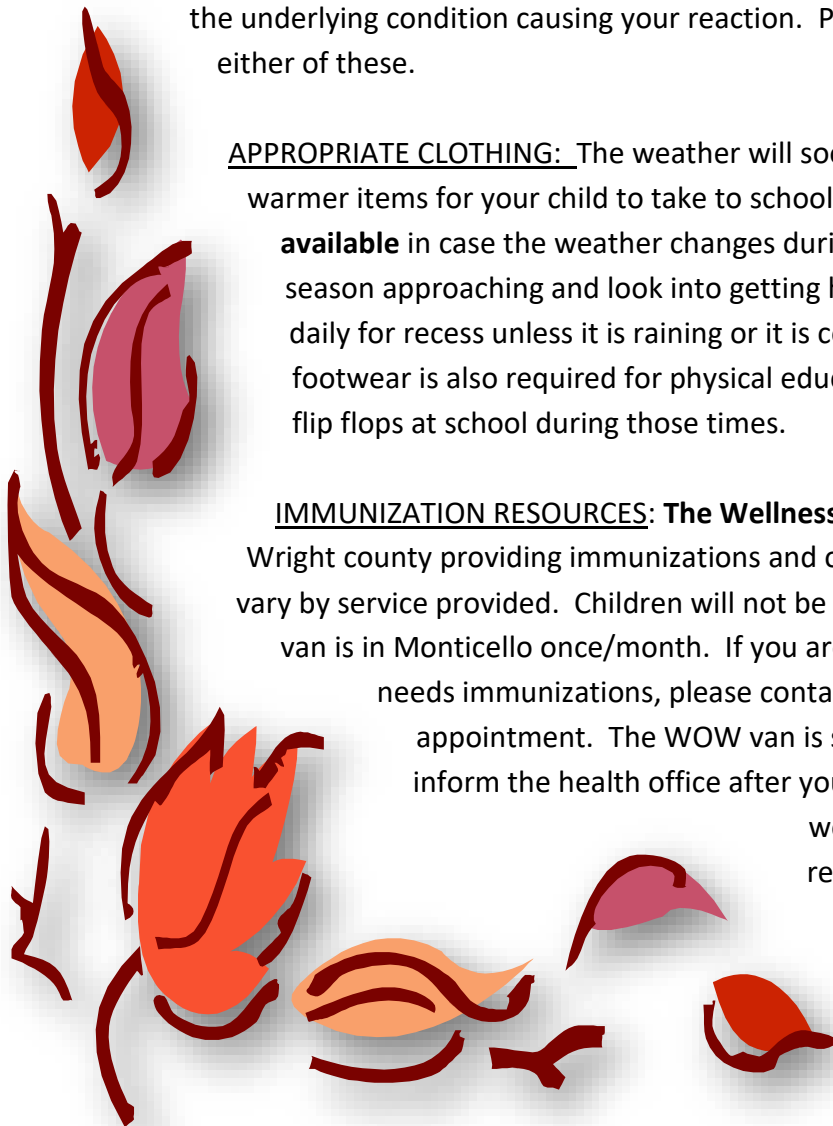 the underlying condition causing your reaction.  P
either of these.
APPROPRIATE CLOTHING:  The weather will soo
warmer items for your child to take to school
available in case the weather changes duri
season approaching and look into getting h
daily for recess unless it is raining or it is c
footwear is also required for physical educ
flip flops at school during those times.
IMMUNIZATION RESOURCES: The Wellness
Wright county providing immunizations and
vary by service provided.  Children will not be
van is in Monticello once/month.  If you are
needs immunizations, please conta
appointment.  The WOW van is s
inform the health office after you
we
re